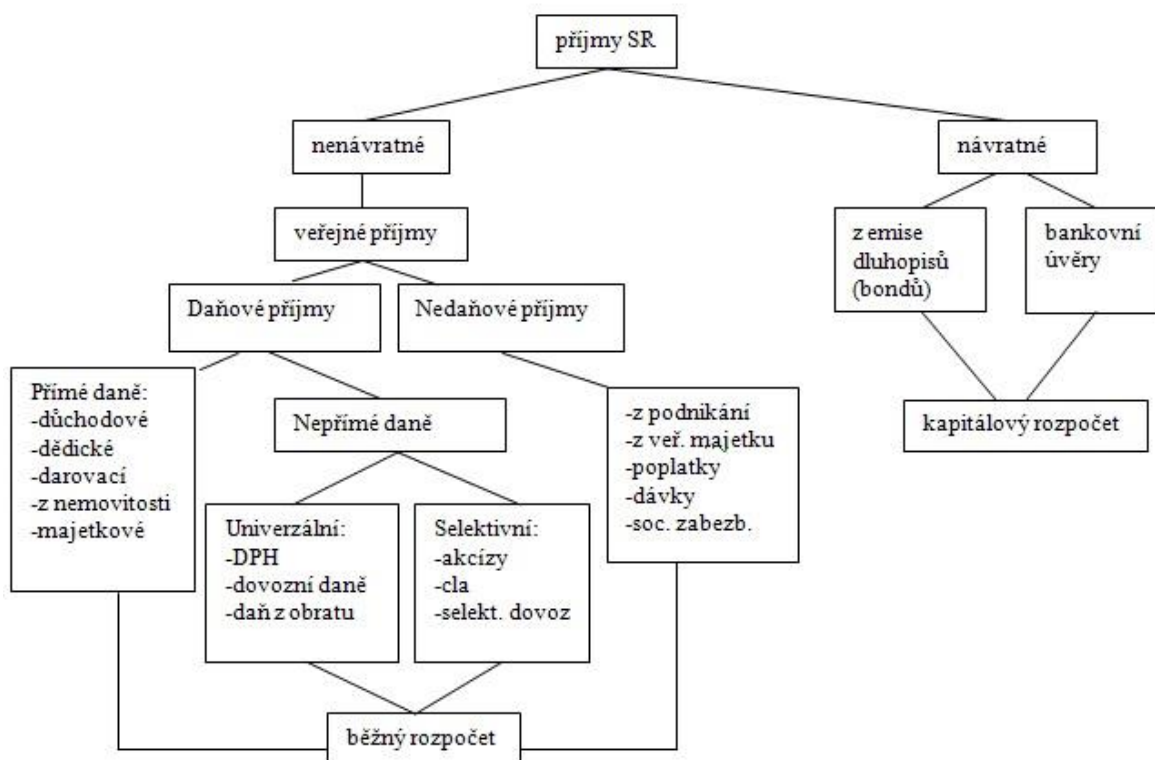 příjmy SR
nenávratné
návratné
veřejné příjmy
z emise
dluhopisů
(bondů)
bankovní
úvěry
Daňové příjmy
Nedaňové příjmy
Přímé daně:
-důchodové
-dědické
-darovací
-z nemovitosti
-majetkové
Nepřímé daně
-z podnikání
-z veř. majetku
-poplatky
-dávky
-soc. zabezb.
kapitálový rozpočet
Univerzální:
-DPH
-dovozní daně
-daň z obratu
Selektivní:
-akcízy
-cla
-selekt. dovoz
běžný rozpočet